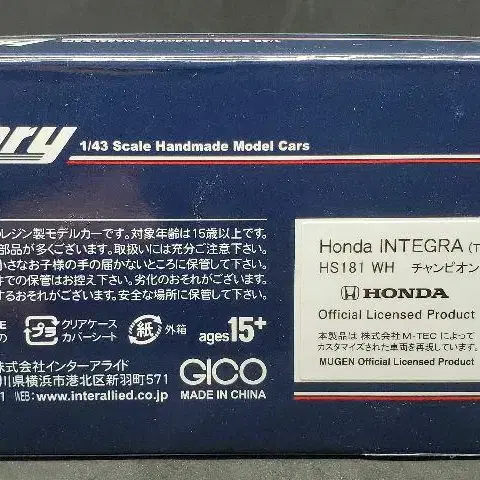 ory
1/43 Scale Handmade Model Cars
レジン製モデルカーです。対象年齢は15歳以上です。
部品が多くございます。取扱いには充分ご注意下さい。
小さなお子様の手の届かないところに保管して下さい。
での保管はお控え下さい。劣化のおそれがございます。
するおそれがございます。安全な場所に保管して下さい。
プラ
クリアケース
カバーシート
紙
外箱
ages15+
株式会社インターアライド
川県横浜市港北区新羽町571
1 WEB:www.interallied.co.jp
GICO
MADE IN CHINA
Honda INTEGRA (T
HS181 WH チャンピオン
HONDA
Official Licensed Product
本製品は 株式会社M-TEC によって
カスタマイズされた車両を再現しています。
MUGEN Official Licensed Product